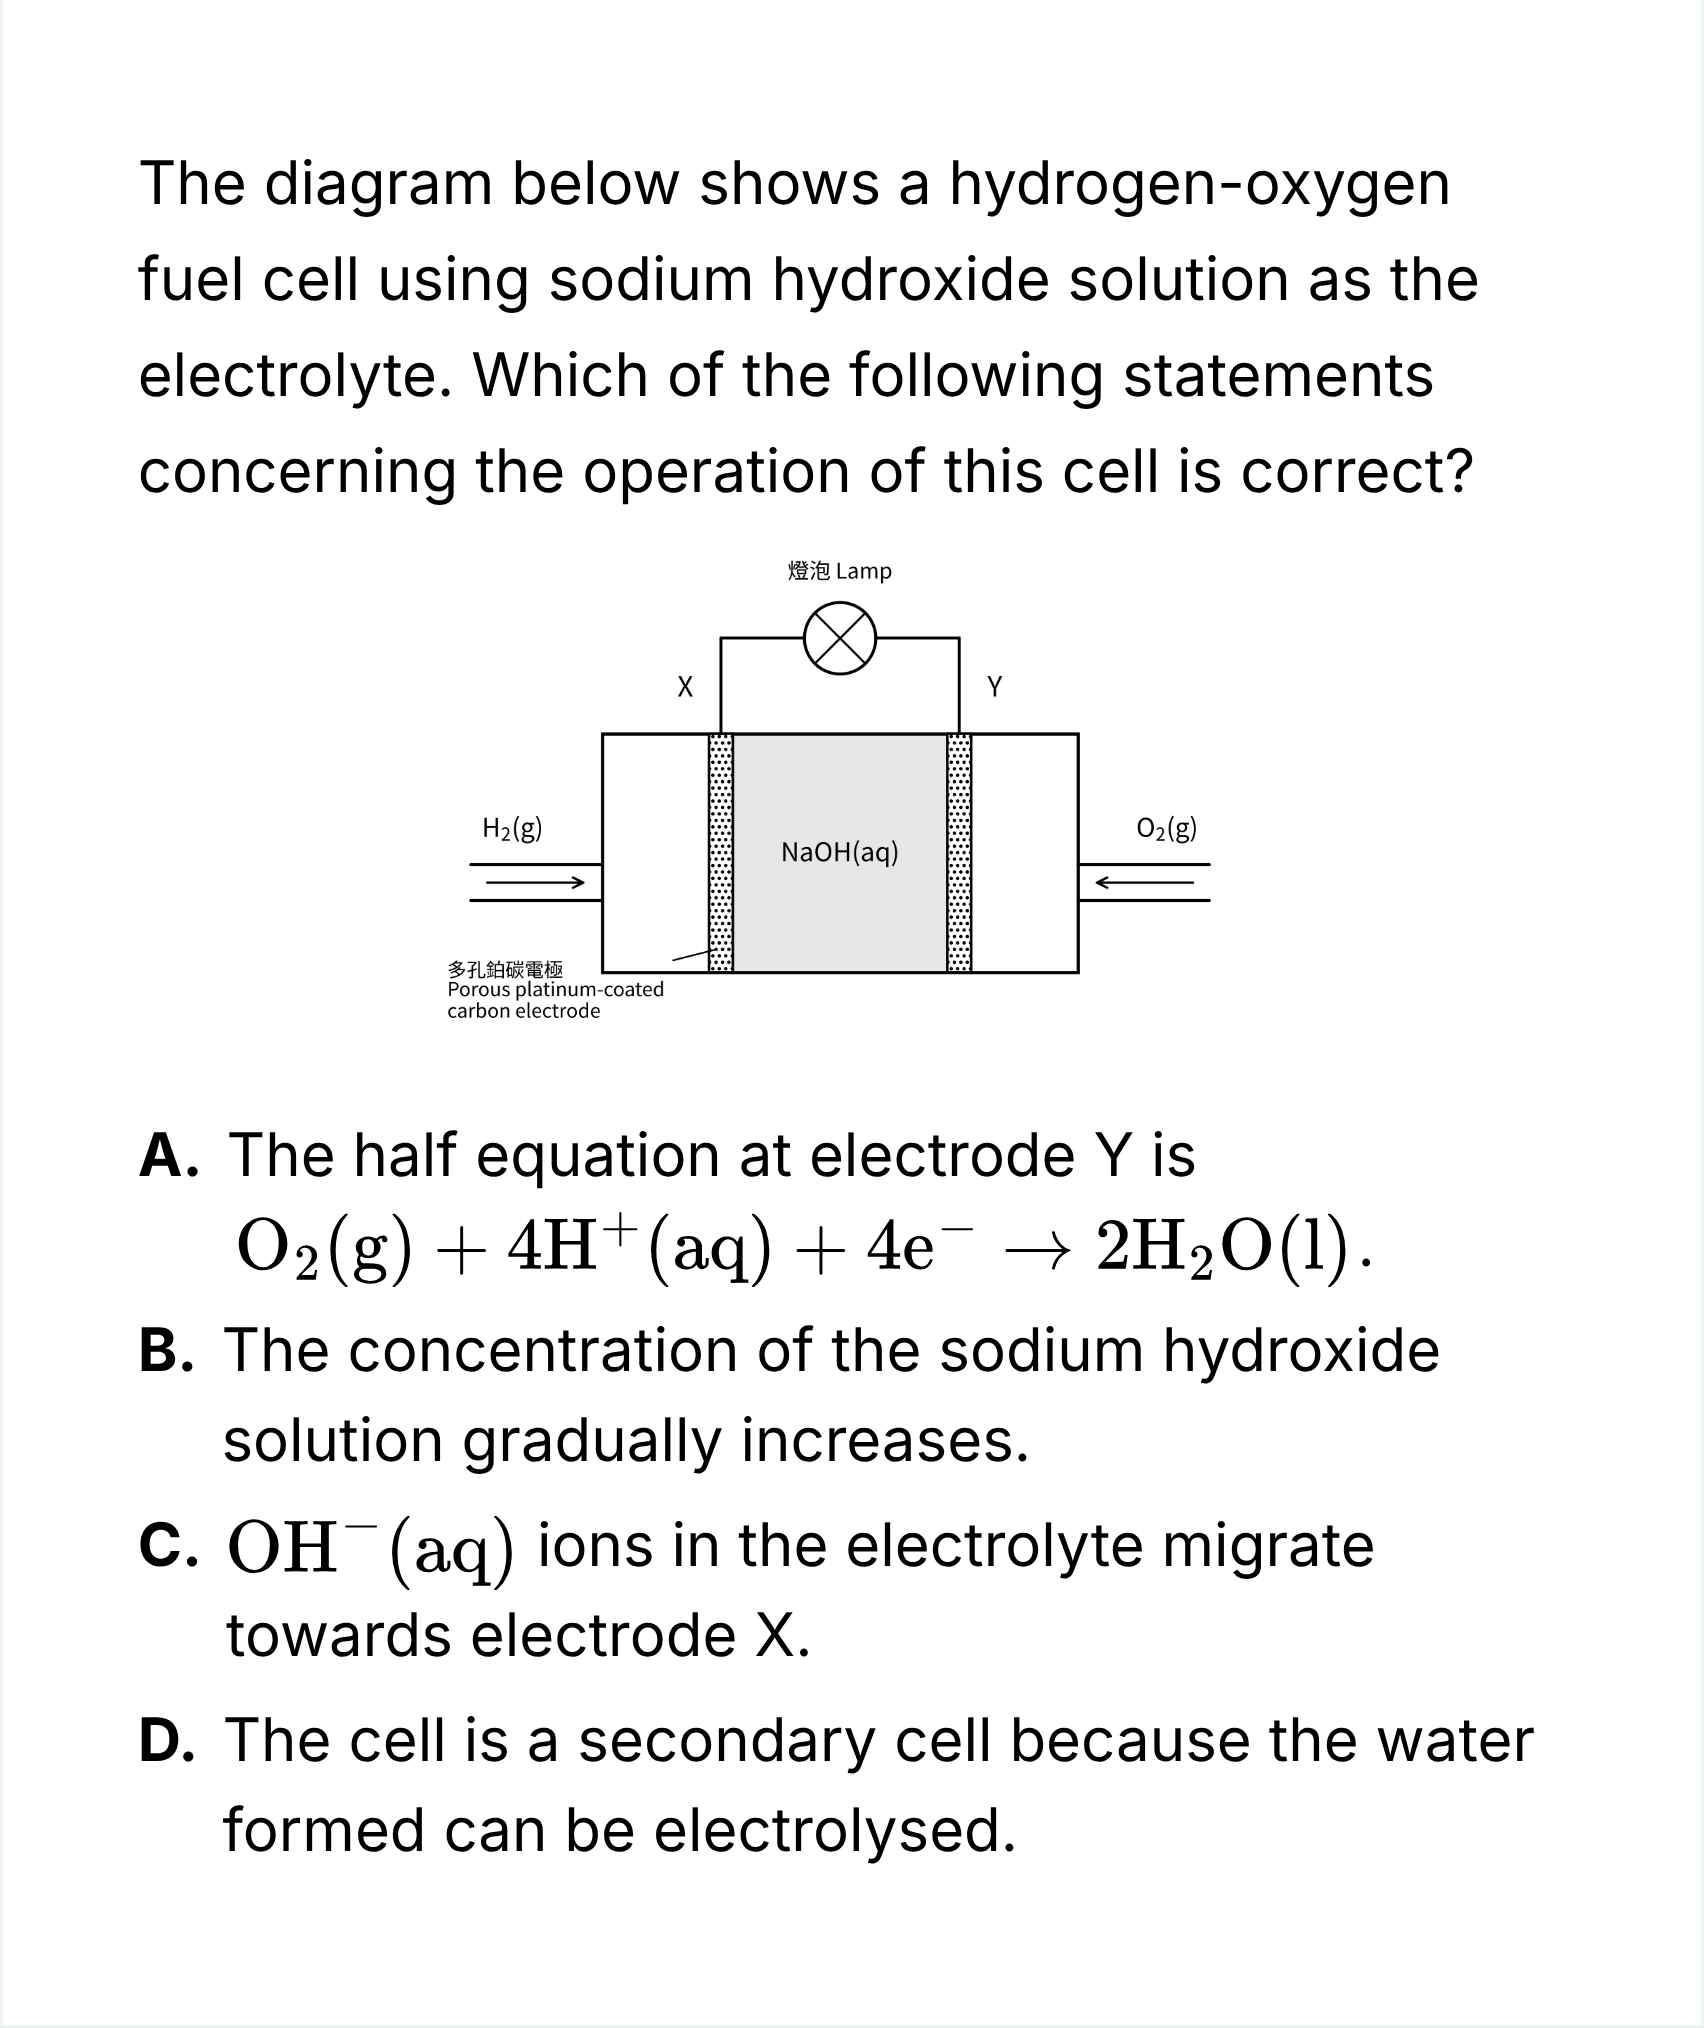 The diagram below shows a hydrogen-oxygen
fuel cell using sodium hydroxide solution as the
electrolyte. Which of the following statements
concerning the operation of this cell is correct?
燈泡 Lamp
X
Y
H₂(g)
O₂(g)
NaOH(aq)
多孔鉑碳電極
Porous platinum-coated
carbon electrode
A. The half equation at electrode Y is
O₂(g) + 4H⁺(aq) + 4e⁻ → 2H₂O(l).
B. The concentration of the sodium hydroxide
solution gradually increases.
C. OH⁻(aq) ions in the electrolyte migrate
towards electrode X.
D. The cell is a secondary cell because the water
formed can be electrolysed.